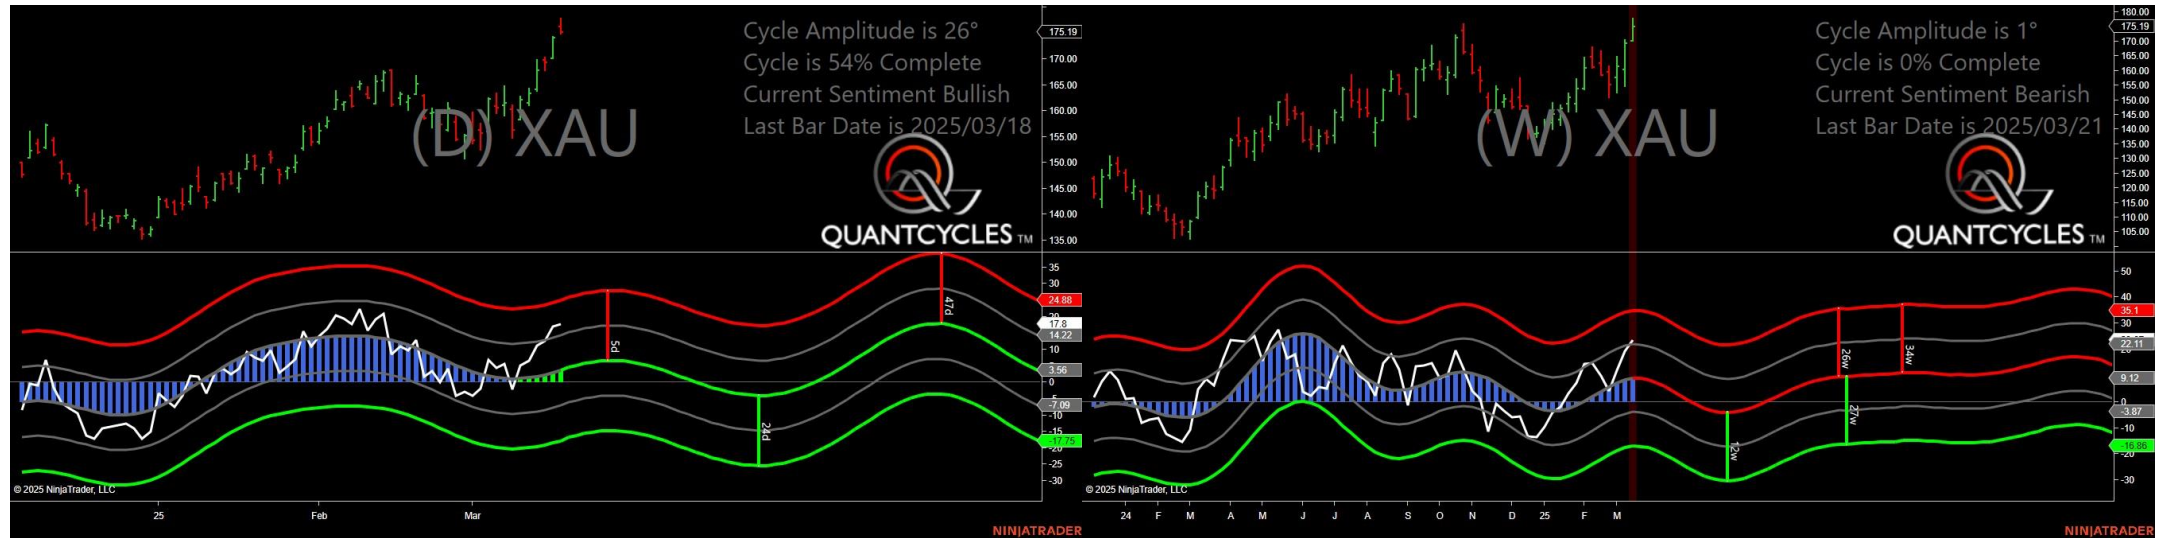 Cycle Amplitude is 26°
Cycle is 54% Complete
Current Sentiment Bullish
Last Bar Date is 2025/03/18
(D) XAU
QUANTCYCLES TM
175.19
170.00
165.00
160.00
155.00
150.00
145.00
140.00
135.00
35
30
24.88
20
17.8
14.22
10
3.56
0
-7.09
-10
-15
-17.75
-25
-30
5d
24d
47d
© 2025 NinjaTrader, LLC
25
Feb
Mar
NINJATRADER
Cycle Amplitude is 1°
Cycle is 0% Complete
Current Sentiment Bearish
Last Bar Date is 2025/03/21
(W) XAU
QUANTCYCLES TM
180.00
175.19
170.00
165.00
160.00
155.00
150.00
145.00
140.00
135.00
130.00
125.00
120.00
115.00
110.00
105.00
50
40
35.1
30
22.11
9.12
0
-3.87
-10
-16.86
-20
-30
12w
26w
27w
34w
© 2025 NinjaTrader, LLC
24
F
M
A
M
J
J
A
S
O
N
D
25
F
M
NINJATRADER